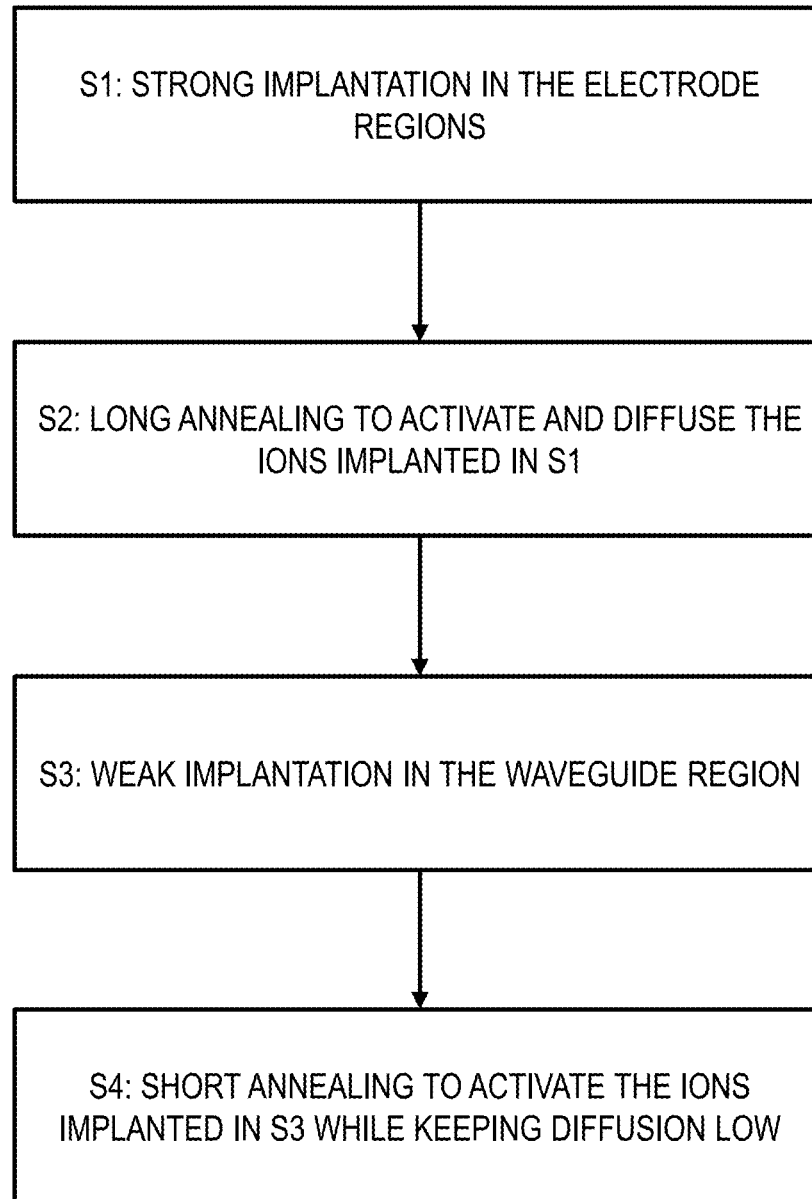 S1: STRONG IMPLANTATION IN THE ELECTRODE
REGIONS
S2: LONG ANNEALING TO ACTIVATE AND DIFFUSE THE
IONS IMPLANTED IN S1
S3: WEAK IMPLANTATION IN THE WAVEGUIDE REGION
S4: SHORT ANNEALING TO ACTIVATE THE IONS
IMPLANTED IN S3 WHILE KEEPING DIFFUSION LOW